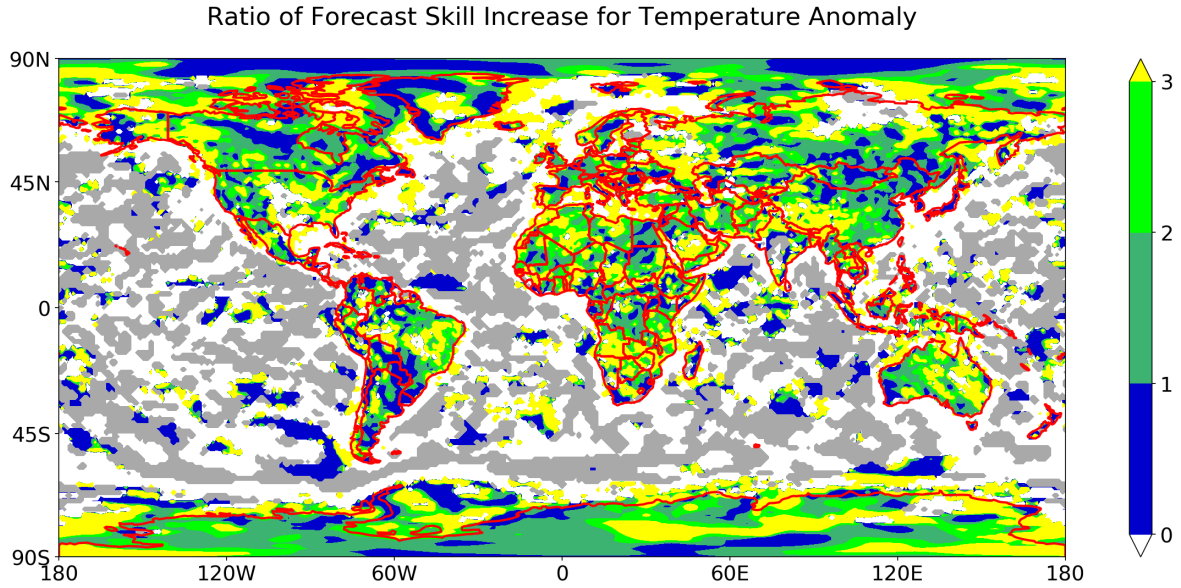 Ratio of Forecast Skill Increase for Temperature Anomaly
90N
45N
0
45S
90S
180
120W
60W
0
60E
120E
180
3
2
1
0